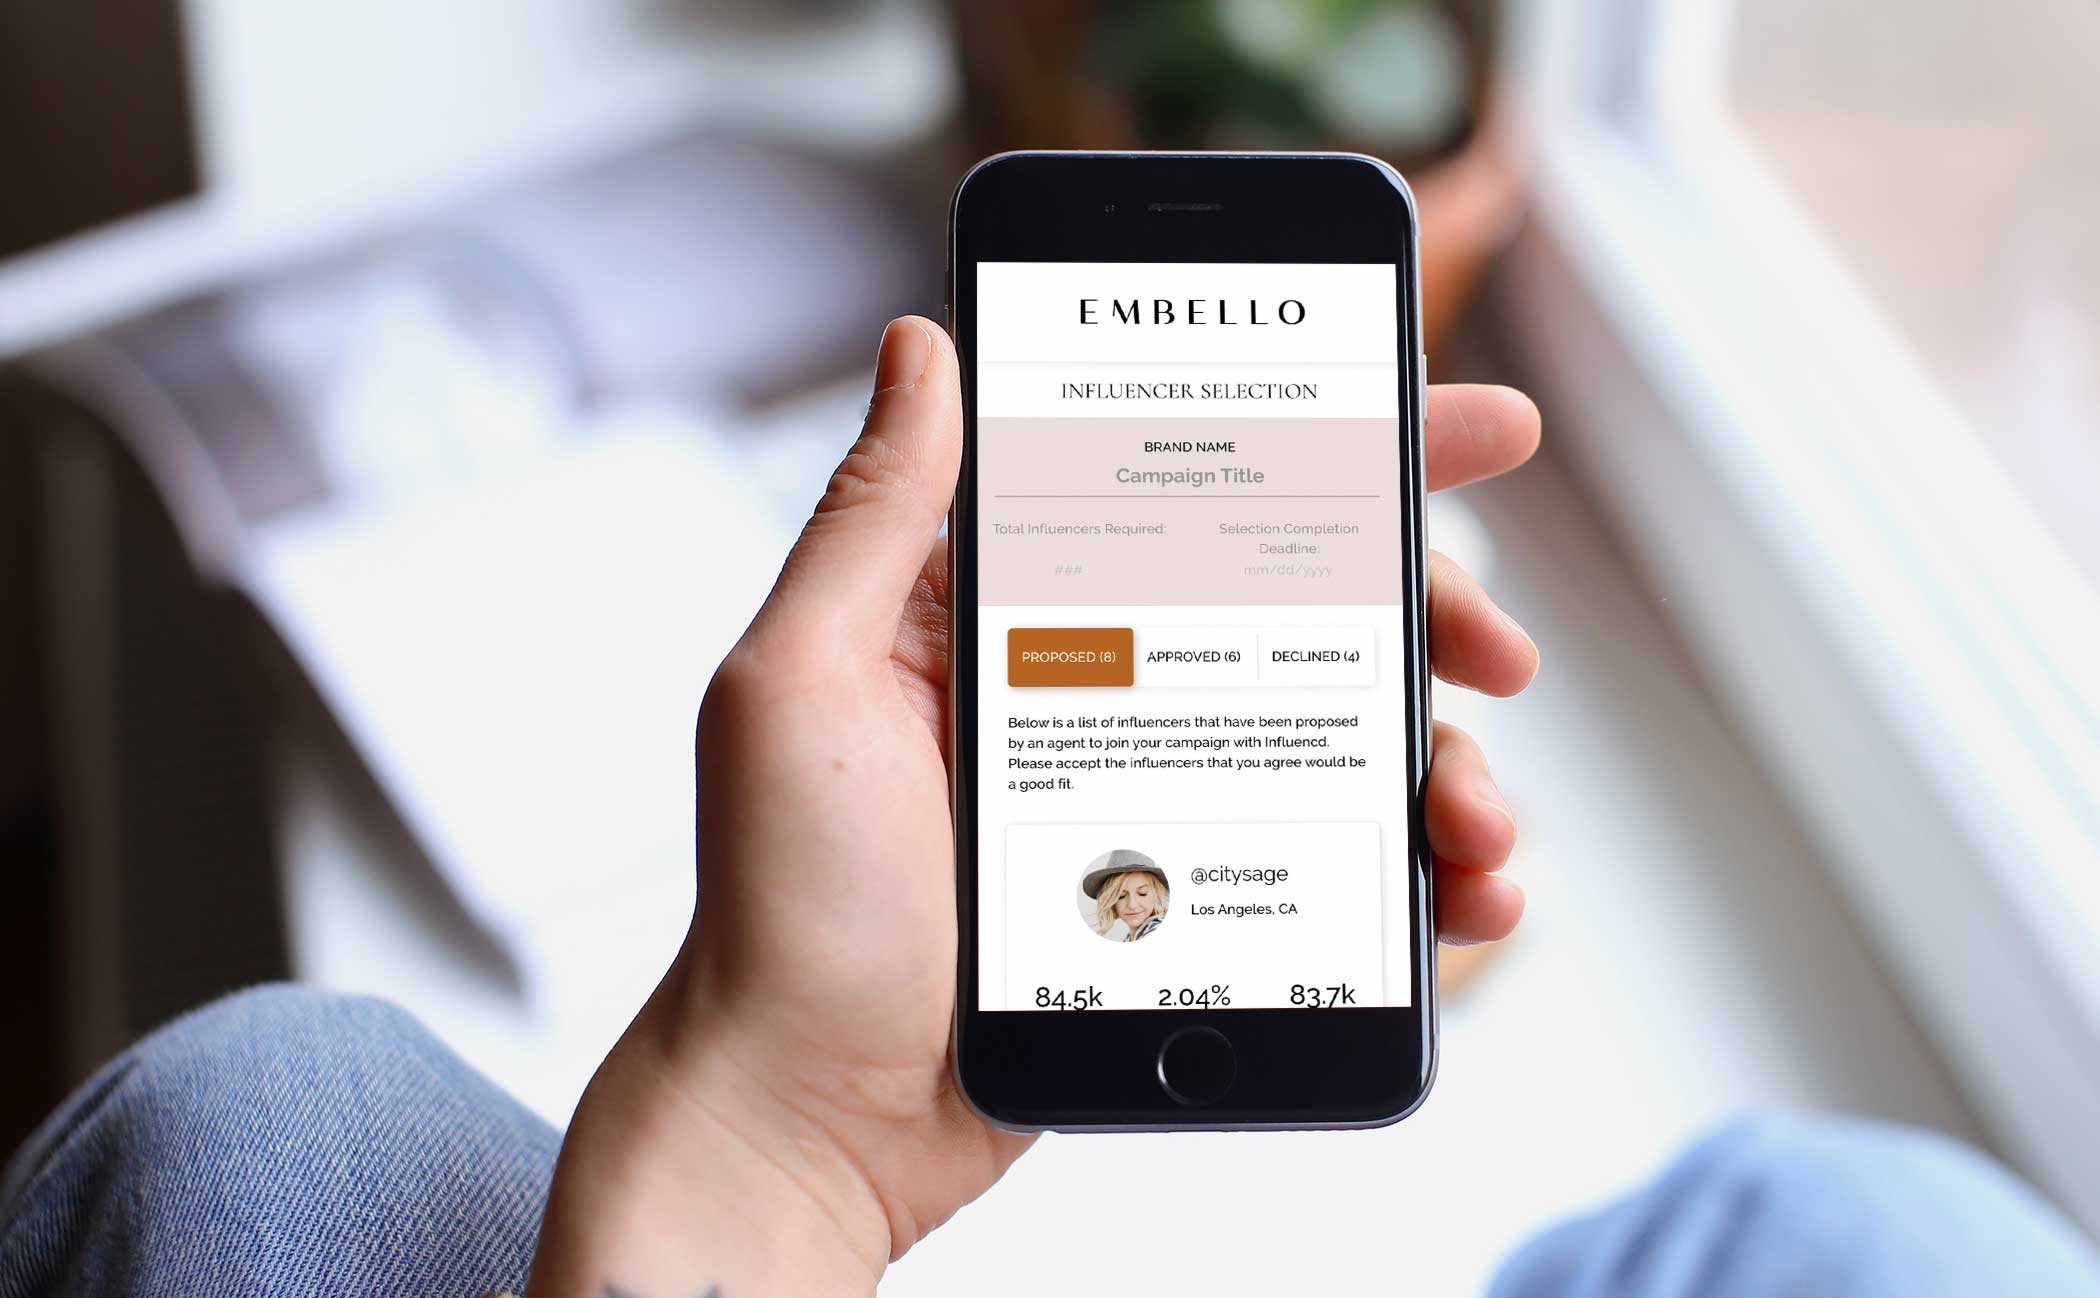 EMBELLO
INFLUENCER SELECTION
BRAND NAME
Campaign Title
Total Influencers Required:
###
Selection Completion
Deadline:
mm/dd/yyyy
PROPOSED (8)
APPROVED (6)
DECLINED (4)
Below is a list of influencers that have been proposed
by an agent to join your campaign with Influencd.
Please accept the influencers that you agree would be
a good fit.
@citysage
Los Angeles, CA
84.5k
2.04%
83.7k